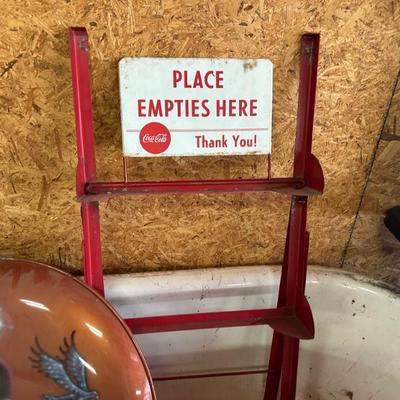 PLACE
EMPTIES HERE
Coca-Cola
Thank You!